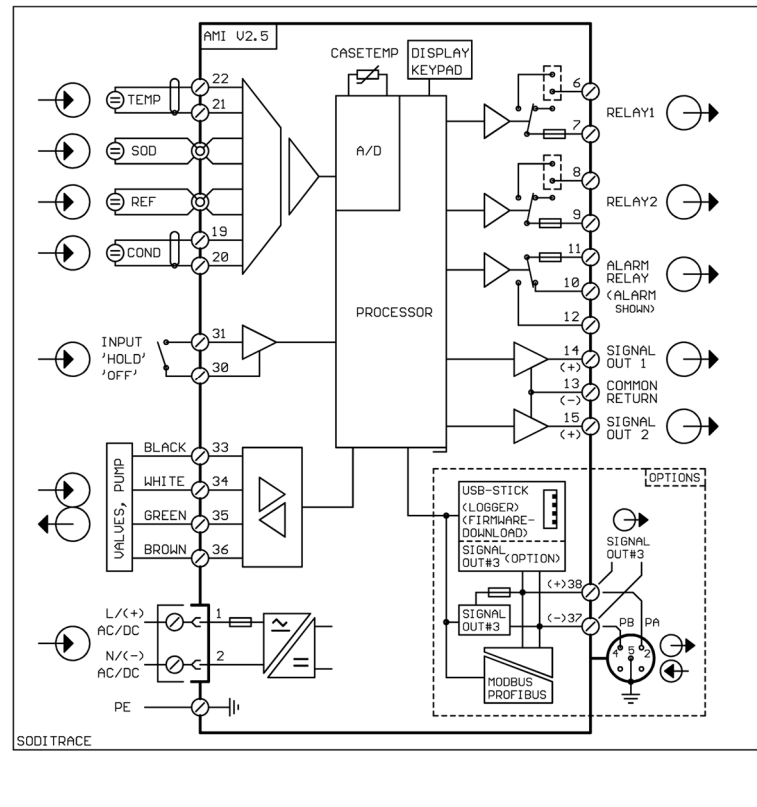 AMI V2.5
CASETEMP
DISPLAY
KEYPAD
22
TEMP
21
SOD
REF
19
COND
20
A/D
PROCESSOR
6
RELAY1
7
8
RELAY2
9
11
ALARM
RELAY
10
(ALARM
SHOWN)
12
INPUT
'HOLD'
'OFF'
31
30
14
(+)
SIGNAL
OUT 1
13
(-)
COMMON
RETURN
15
(+)
SIGNAL
OUT 2
VALVES, PUMP
BLACK 33
WHITE 34
GREEN 35
BROWN 36
OPTIONS
USB-STICK
(LOGGER)
(FIRMWARE-
DOWNLOAD)
SIGNAL
OUT#3 (OPTION)
SIGNAL
OUT#3
(+)38
SIGNAL
OUT#3
(-)37
PB PA
4 5 2
MODBUS
PROFIBUS
L/(+)
AC/DC
1
N/(-)
AC/DC
2
PE
SODITRACE